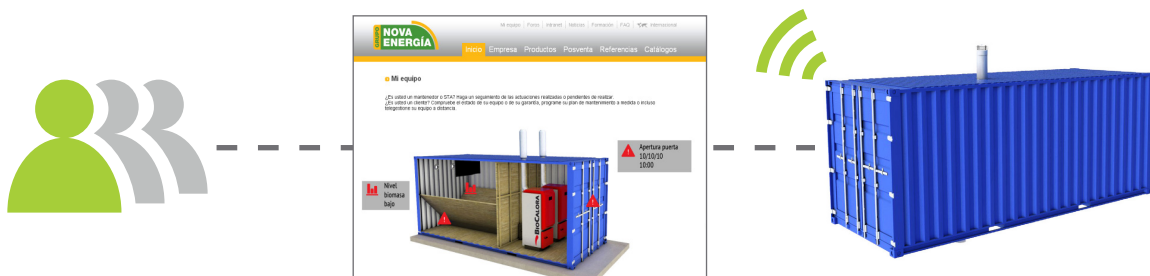 Mi equipo | Foros | Intranet | Noticias | Formación | FAQ | *Café Internacional
Grupo
NOVA
ENERGÍA
Inicio Empresa Productos Posventa Referencias Catálogos
Mi equipo
¿Es usted un mantenedor o STA? Haga un seguimiento de las actuaciones realizadas o pendientes de realizar.
¿Es usted un cliente? Compruebe el estado de su equipo o de su garantía, programe su plan de mantenimiento a medida o incluso
telegestione su equipo a distancia.
Apertura puerta
10/10/10
10:00
Nivel
biomasa
bajo
BIOCALORA